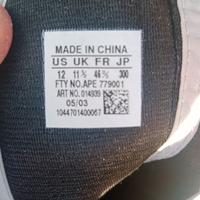 MADE IN CHINA
US UK FR JP
12 11½ 46⅔ 300
FTY NO. APE 779001
ART NO. 014939
05/03
1044701400067